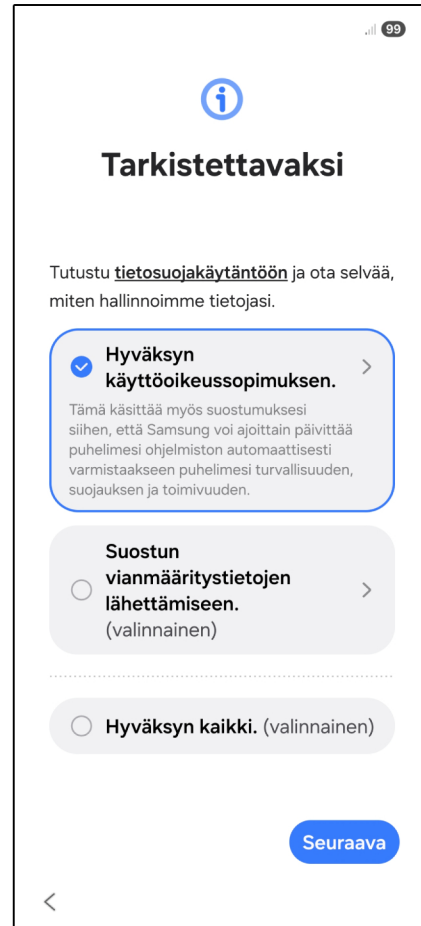 99
Tarkistettavaksi
Tutustu tietosuojakäytäntöön ja ota selvää,
miten hallinnoimme tietojasi.
Hyväksyn
käyttöoikeussopimuksen.
Tämä käsittää myös suostumuksesi
siihen, että Samsung voi ajoittain päivittää
puhelimesi ohjelmiston automaattisesti
varmistaakseen puhelimesi turvallisuuden,
suojauksen ja toimivuuden.
Suostun
vianmääritystietojen
lähettämiseen.
(valinnainen)
Hyväksyn kaikki. (valinnainen)
Seuraava